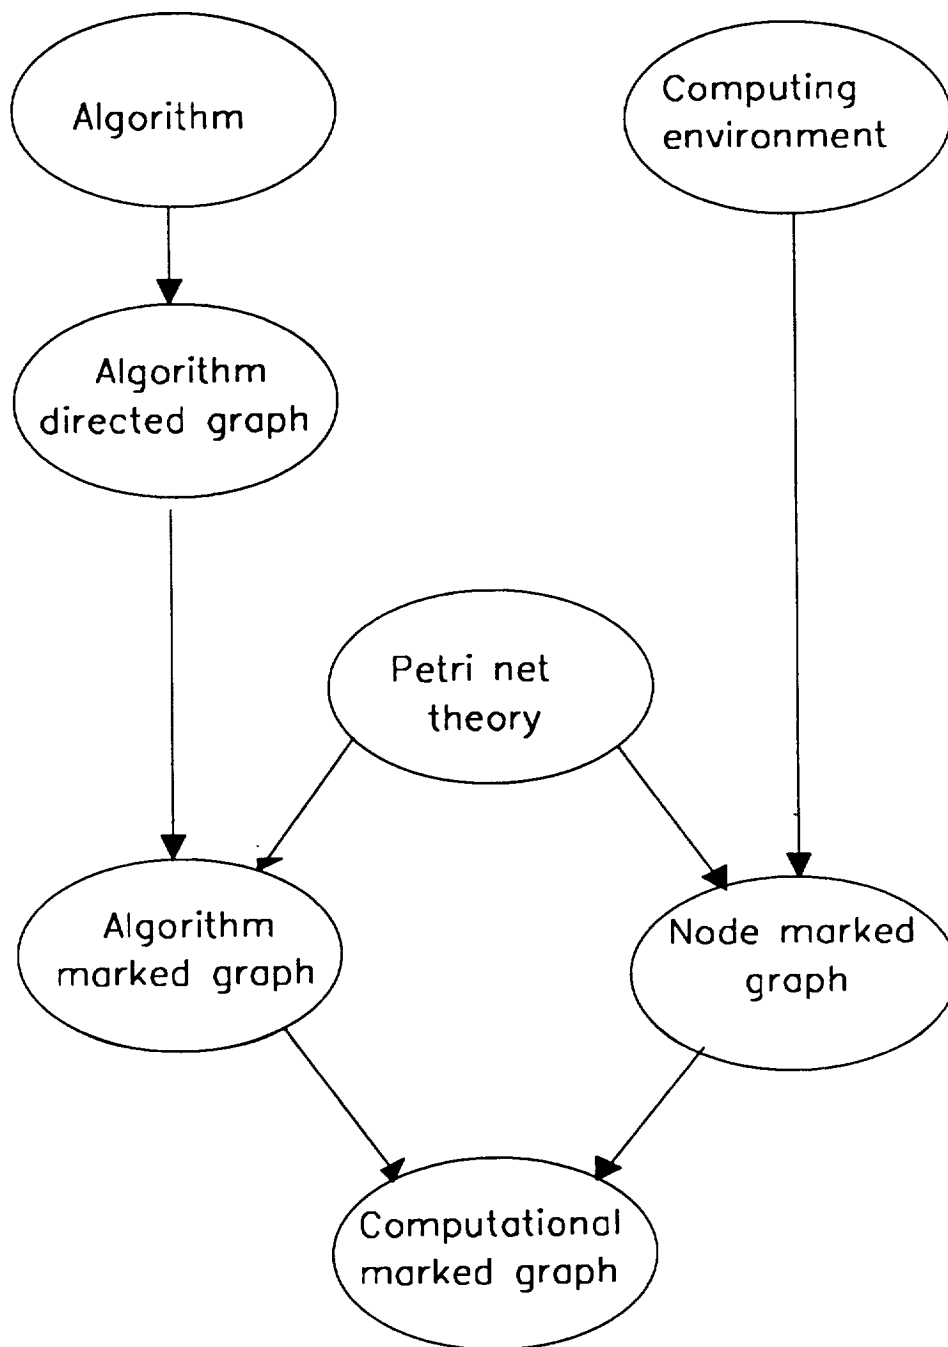 Algorithm
Computing
environment
Algorithm
directed graph
Petri net
theory
Algorithm
marked graph
Node marked
graph
Computational
marked graph